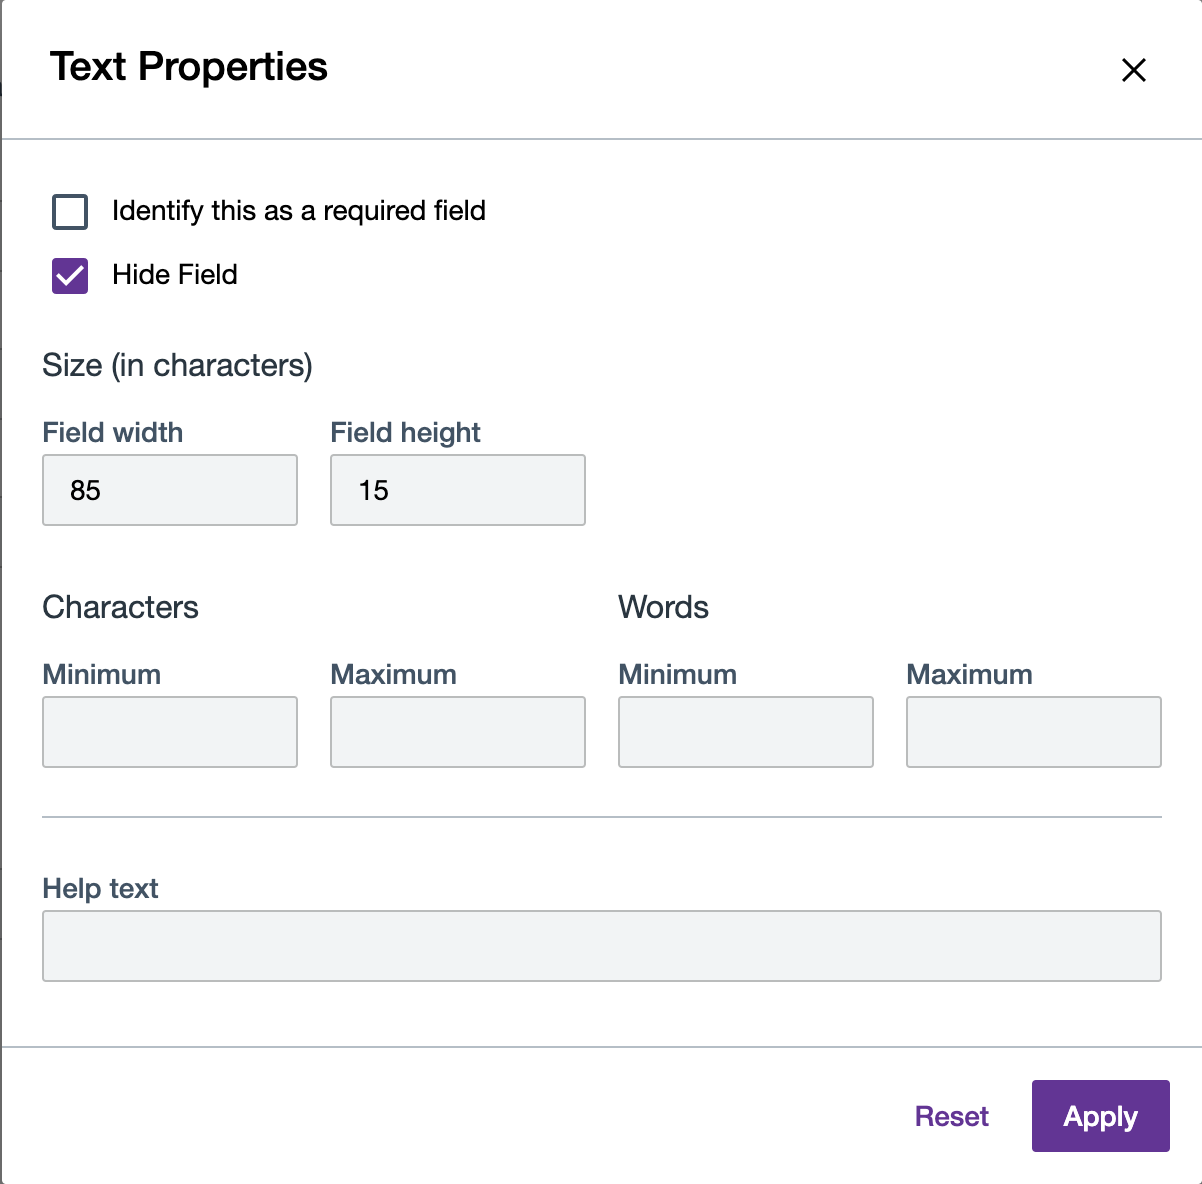 Text Properties
Identify this as a required field
Hide Field
Size (in characters)
Field width Field height
85 15
Characters Words
Minimum Maximum Minimum Maximum
Help text
Reset Apply